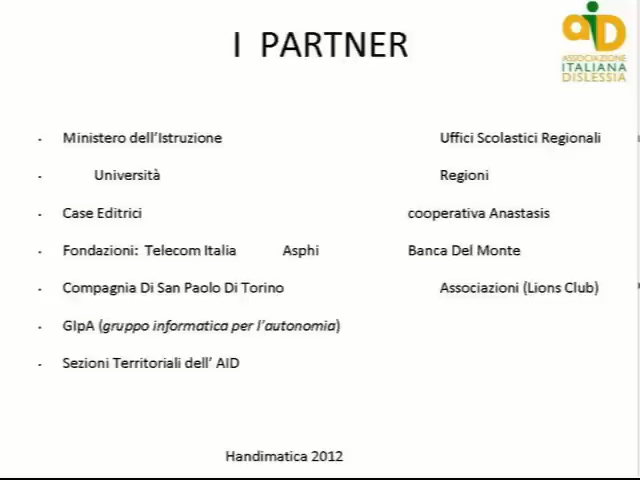 I PARTNER
AID
ASSOCIAZIONE
ITALIANA
DISLESSIA
- Ministero dell'Istruzione Uffici Scolastici Regionali
- Università Regioni
- Case Editrici cooperativa Anastasis
- Fondazioni: Telecom Italia Asphi Banca Del Monte
- Compagnia Di San Paolo Di Torino Associazioni (Lions Club)
- GIpA (gruppo informatica per l'autonomia)
- Sezioni Territoriali dell' AID
Handimatica 2012